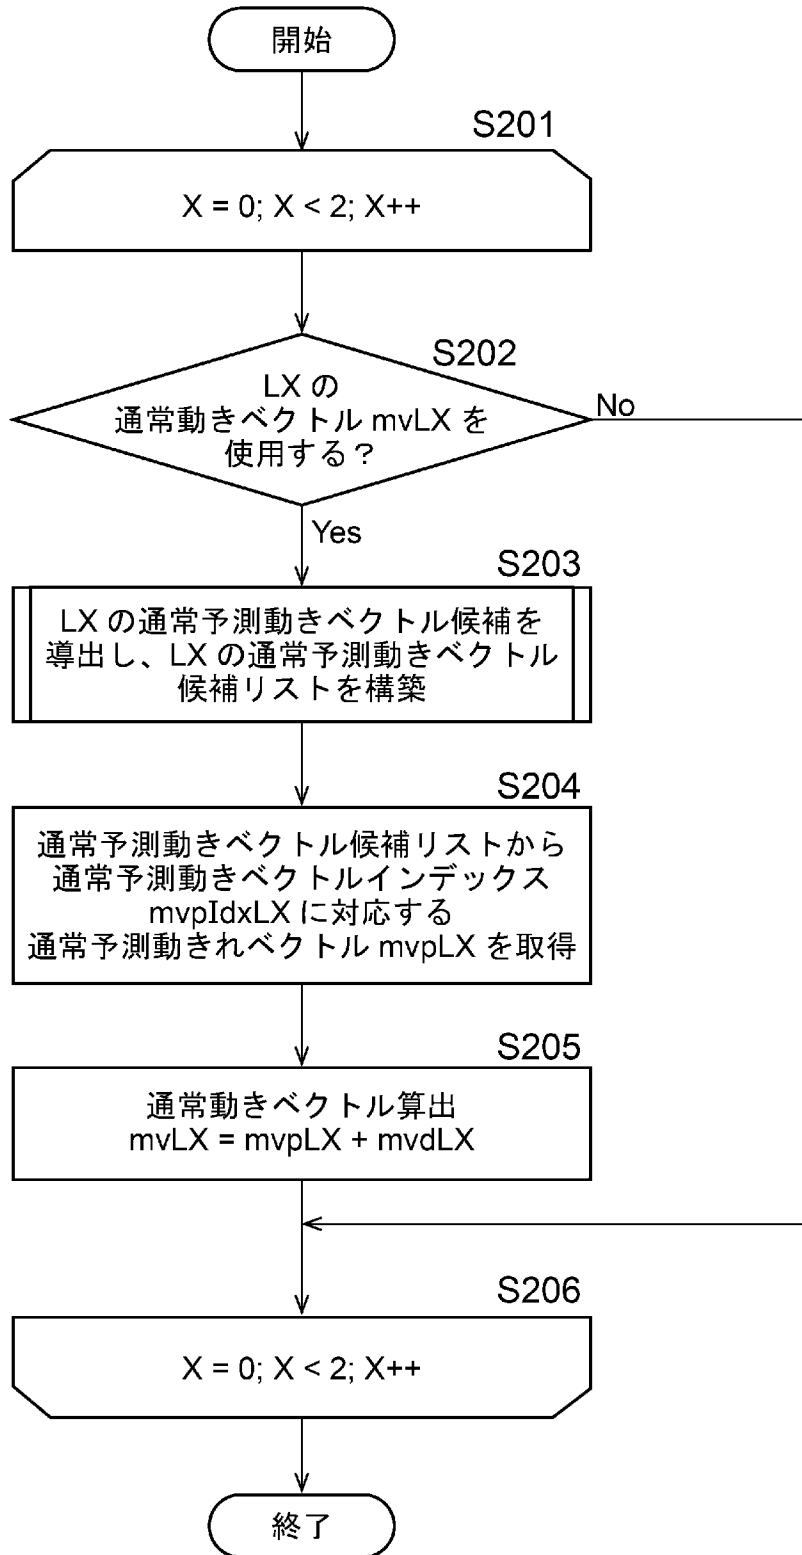 開始
S201
X = 0; X < 2; X++
S202
LX の
通常動きベクトル mvLX を
使用する？
No
Yes
S203
LX の通常予測動きベクトル候補を
導出し、LX の通常予測動きベクトル
候補リストを構築
S204
通常予測動きベクトル候補リストから
通常予測動きベクトルインデックス
mvpIdxLX に対応する
通常予測動きれベクトル mvpLX を取得
S205
通常動きベクトル算出
mvLX = mvpLX + mvdLX
S206
X = 0; X < 2; X++
終了